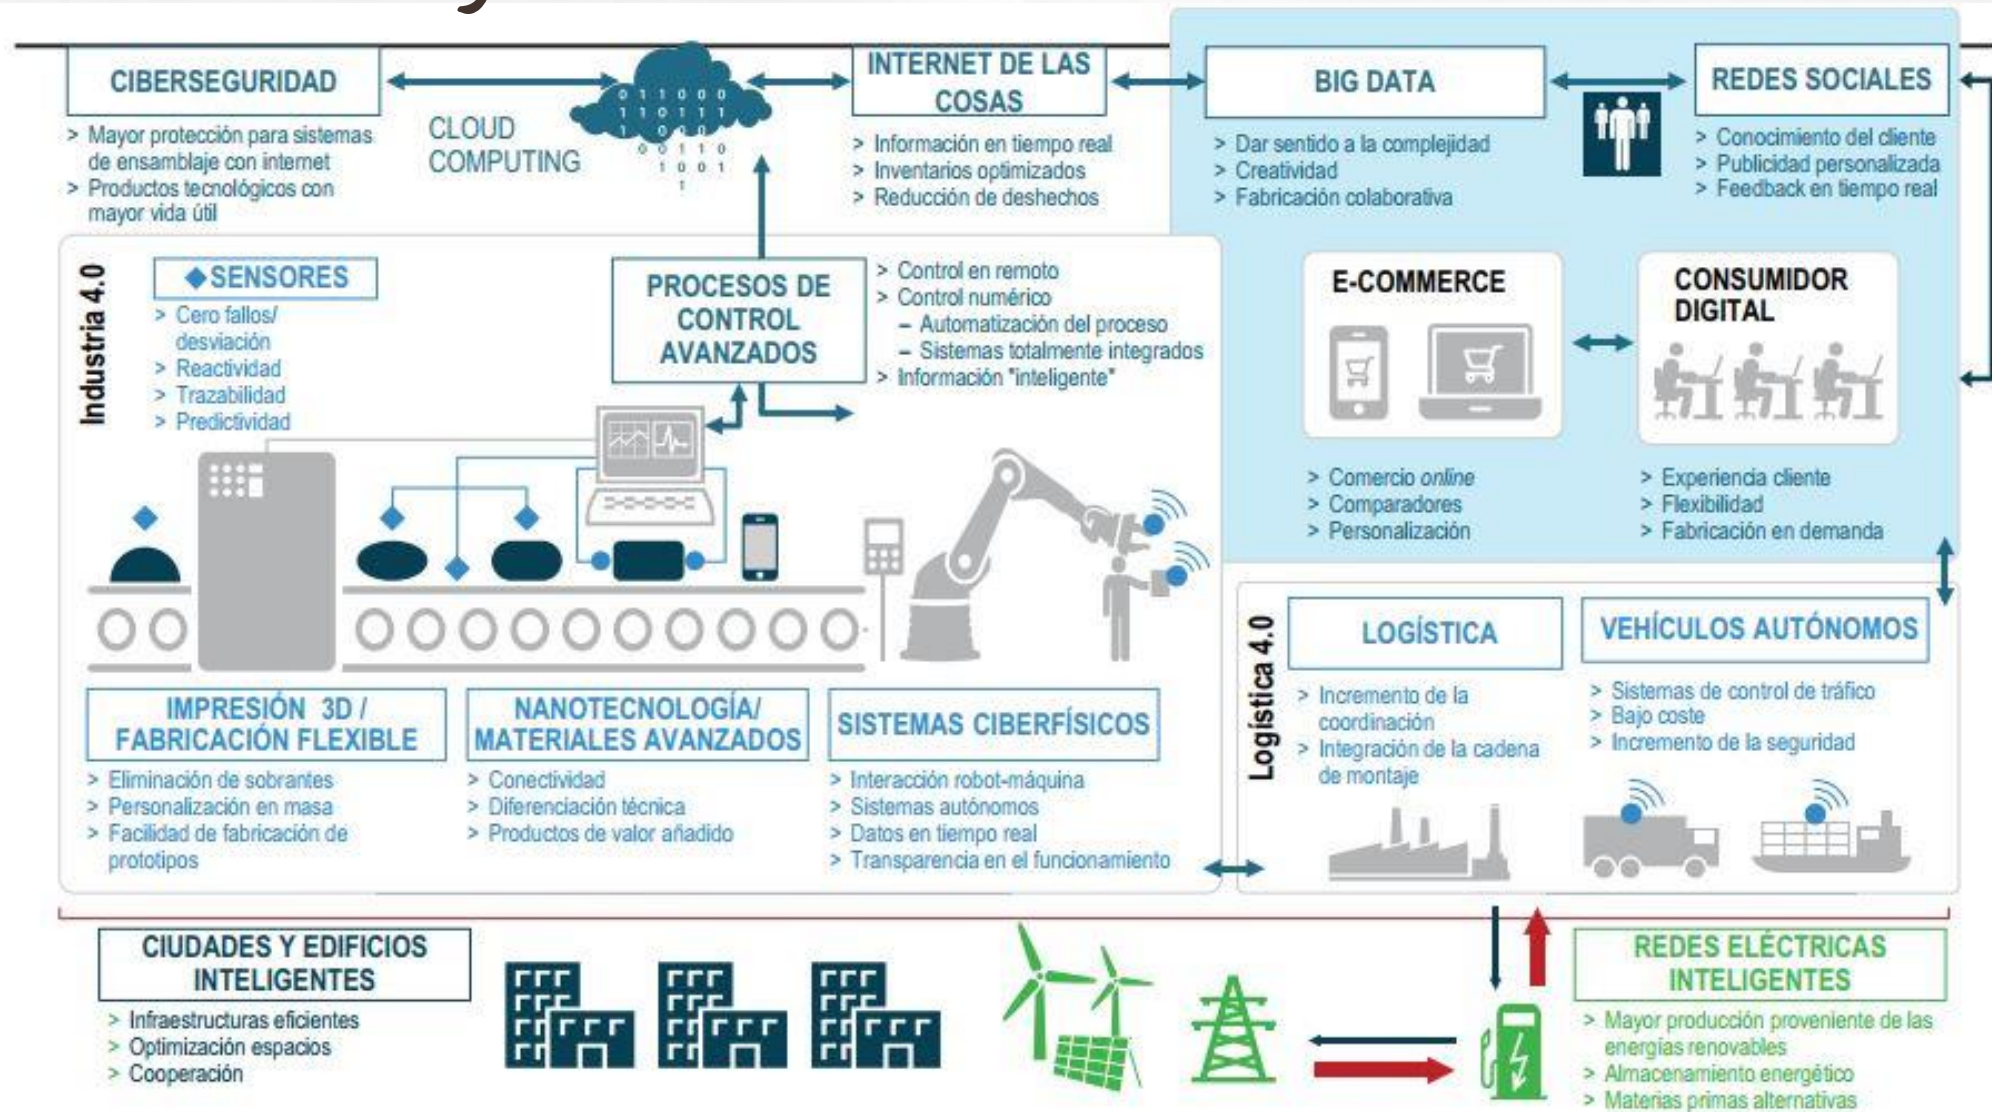 CIBERSEGURIDAD
> Mayor protección para sistemas
de ensamblaje con internet
> Productos tecnológicos con
mayor vida útil
CLOUD
COMPUTING
0 1 1 0 0 0
INTERNET DE LAS
COSAS
> Información en tiempo real
> Inventarios optimizados
> Reducción de deshechos
BIG DATA
> Dar sentido a la complejidad
> Creatividad
> Fabricación colaborativa
REDES SOCIALES
> Conocimiento del cliente
> Publicidad personalizada
> Feedback en tiempo real
Industria 4.0
SENSORES
> Cero fallos/
desviación
> Reactividad
> Trazabilidad
> Predictividad
PROCESOS DE
CONTROL
AVANZADOS
> Control en remoto
> Control numérico
– Automatización del proceso
– Sistemas totalmente integrados
> Información "inteligente"
E-COMMERCE
> Comercio online
> Comparadores
> Personalización
CONSUMIDOR
DIGITAL
> Experiencia cliente
> Flexibilidad
> Fabricación en demanda
IMPRESIÓN 3D /
FABRICACIÓN FLEXIBLE
> Eliminación de sobrantes
> Personalización en masa
> Facilidad de fabricación de
prototipos
NANOTECNOLOGÍA/
MATERIALES AVANZADOS
> Conectividad
> Diferenciación técnica
> Productos de valor añadido
SISTEMAS CIBERFÍSICOS
> Interacción robot-máquina
> Sistemas autónomos
> Datos en tiempo real
> Transparencia en el funcionamiento
Logística 4.0
LOGÍSTICA
> Incremento de la
coordinación
> Integración de la cadena
de montaje
VEHÍCULOS AUTÓNOMOS
> Sistemas de control de tráfico
> Bajo coste
> Incremento de la seguridad
CIUDADES Y EDIFICIOS
INTELIGENTES
> Infraestructuras eficientes
> Optimización espacios
> Cooperación
REDES ELÉCTRICAS
INTELIGENTES
> Mayor producción proveniente de las
energías renovables
> Almacenamiento energético
> Materias primas alternativas